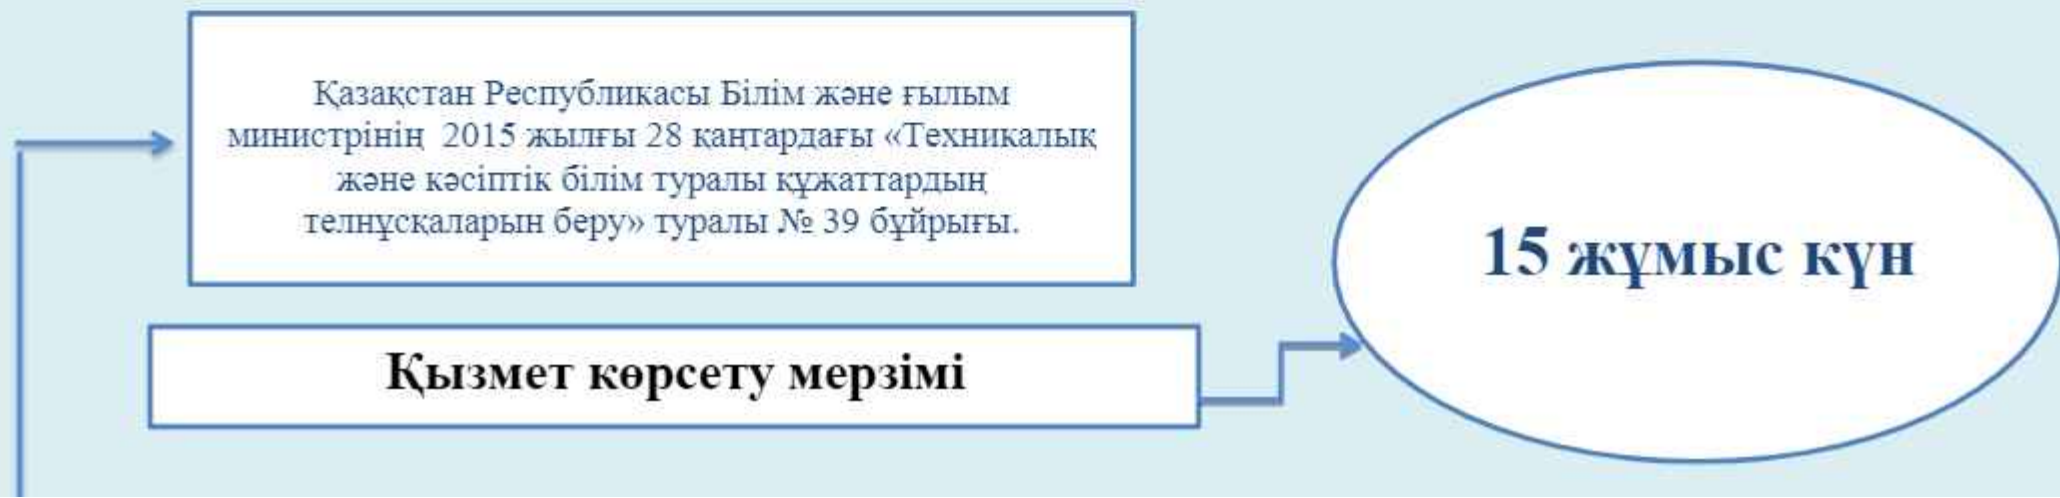 Қазақстан Республикасы Білім және ғылым
министрінің 2015 жылғы 28 қаңтардағы «Техникалық
және кәсіптік білім туралы құжаттардың
телнұсқаларын беру» туралы № 39 бұйрығы.
15 жұмыс күн
Қызмет көрсету мерзімі